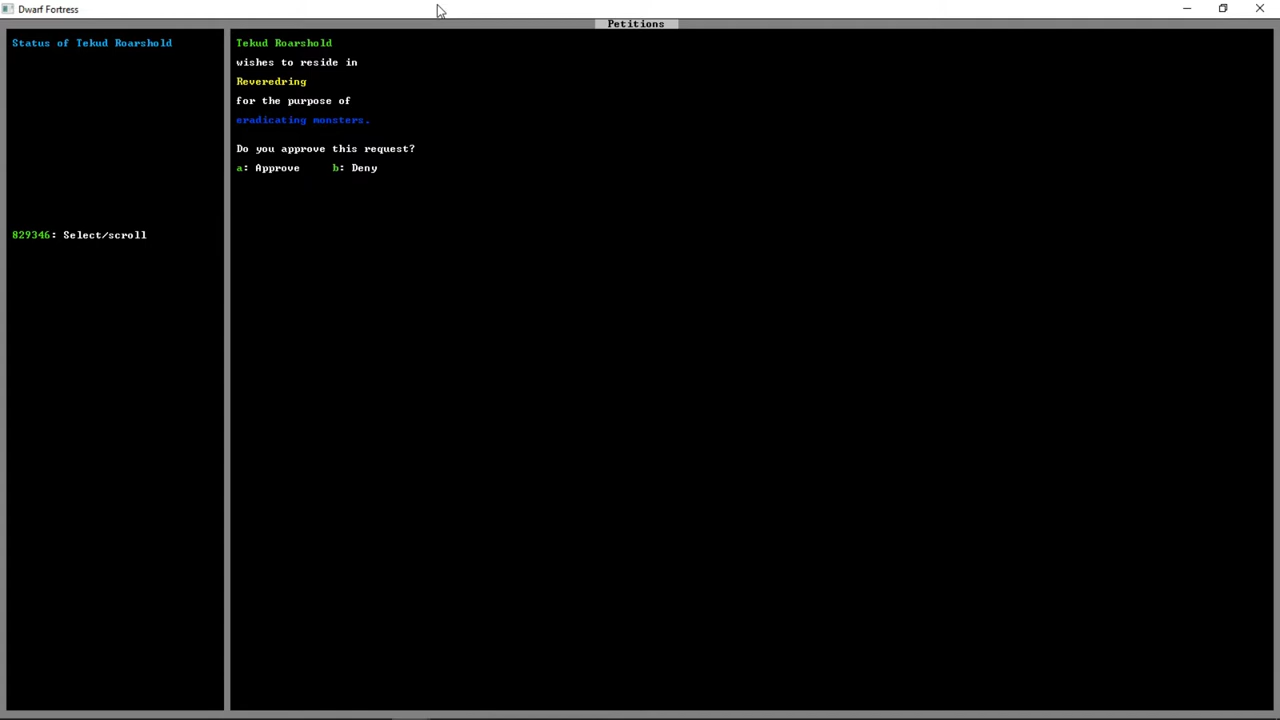 Dwarf Fortress
Petitions
Status of Tekud Roarshold
829346: Select/scroll
Tekud Roarshold
wishes to reside in
Reveredring
for the purpose of
eradicating monsters.
Do you approve this request?
a: Approve b: Deny